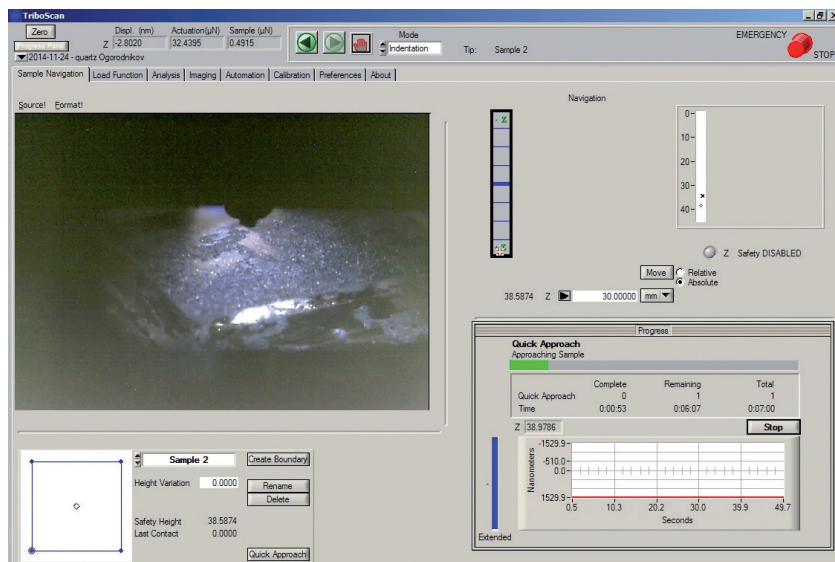 TriboScan
Zero
Displ. (nm) Actuation(µN) Sample (µN)
Z -2.8020 32.4395 0.4915
2014-11-24 - quartz Ogorodnikov
Mode
Indentation
Tip: Sample 2
EMERGENCY
STOP
Sample Navigation Load Function Analysis Imaging Automation Calibration Preferences About
Source! Format!
Navigation
Z
0-
10-
20-
30-
40-
Z Safety DISABLED
Move Relative
Absolute
38.5874 Z 30.00000 mm
Progress
Quick Approach
Approaching Sample
Complete Remaining Total
Quick Approach 0 1 1
Time 0:00:53 0:06:07 0:07:00
Z 38.9786 Stop
Nanometers
-1529.9-
-510.0-
0.0-
1529.9-
0.5 10.3 20.2 30.0 39.9 49.7
Seconds
Extended
Sample 2 Create Boundary
Height Variation 0.0000 Rename
Delete
Safety Height 38.5874
Last Contact 0.0000
Quick Approach